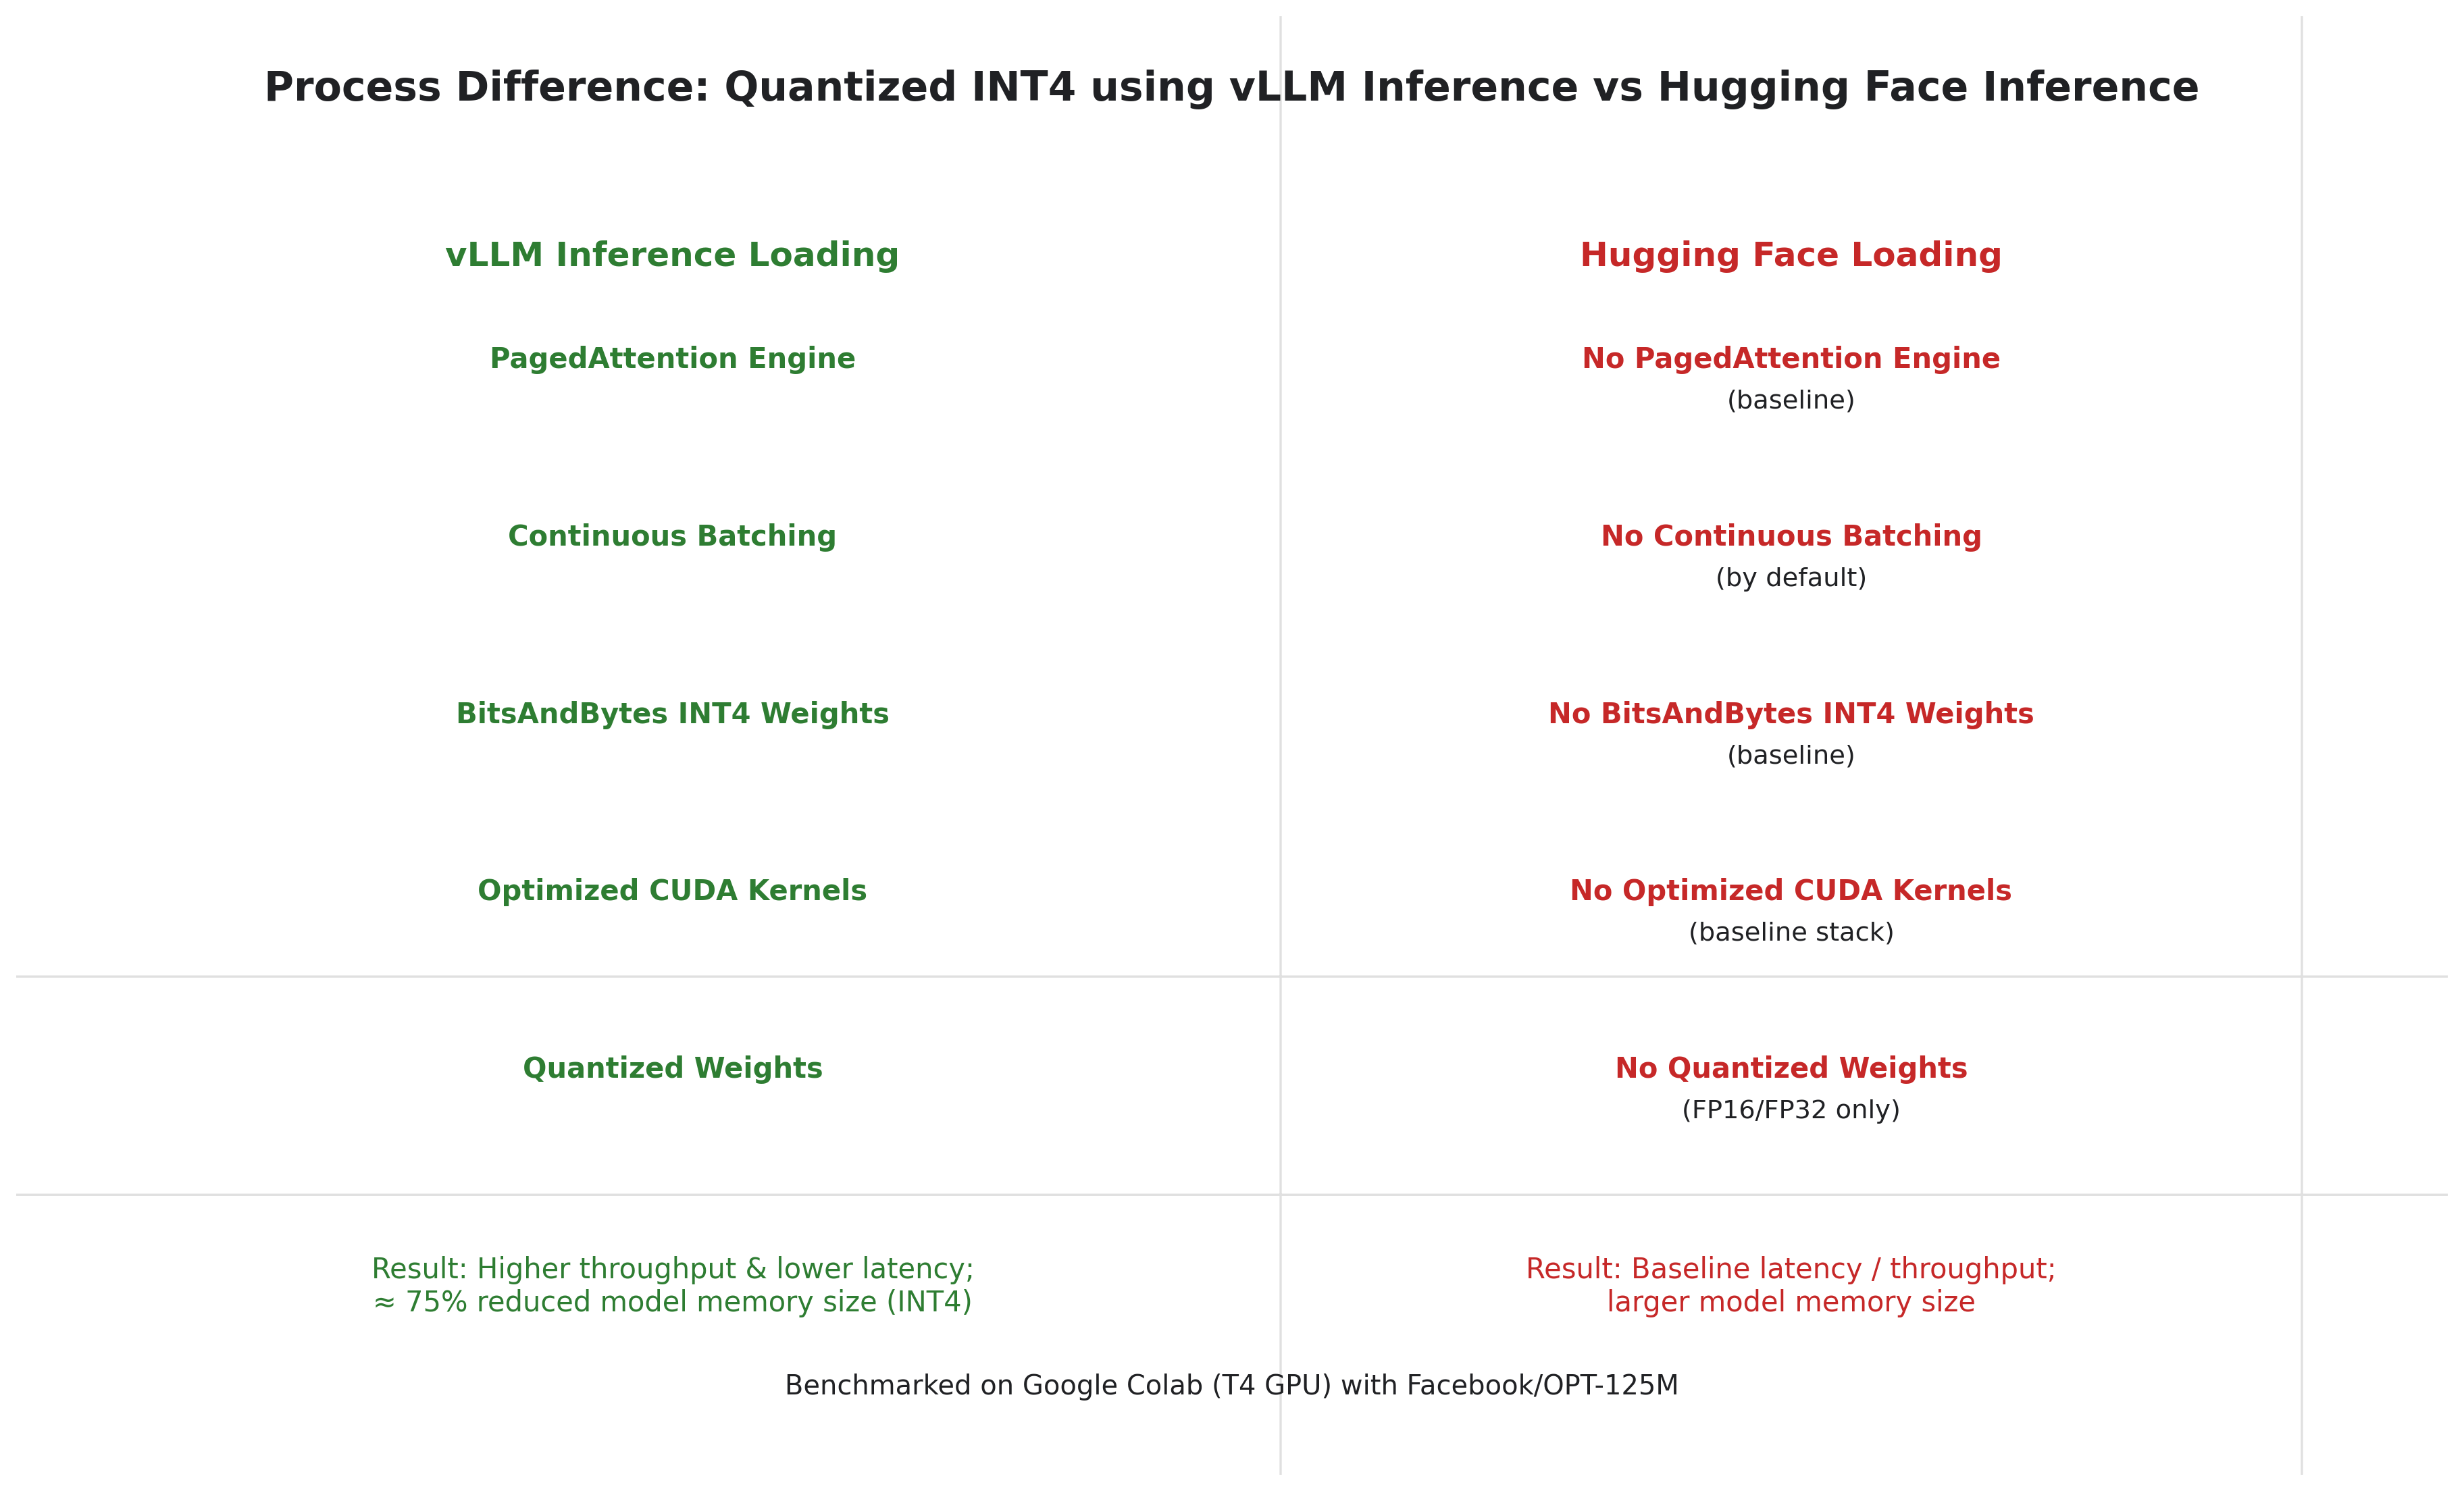 Process Difference: Quantized INT4 using vLLM Inference vs Hugging Face Inference
vLLM Inference Loading
PagedAttention Engine
Continuous Batching
BitsAndBytes INT4 Weights
Optimized CUDA Kernels
Quantized Weights
Result: Higher throughput & lower latency;
≈ 75% reduced model memory size (INT4)
Hugging Face Loading
No PagedAttention Engine
(baseline)
No Continuous Batching
(by default)
No BitsAndBytes INT4 Weights
(baseline)
No Optimized CUDA Kernels
(baseline stack)
No Quantized Weights
(FP16/FP32 only)
Result: Baseline latency / throughput;
larger model memory size
Benchmarked on Google Colab (T4 GPU) with Facebook/OPT-125M